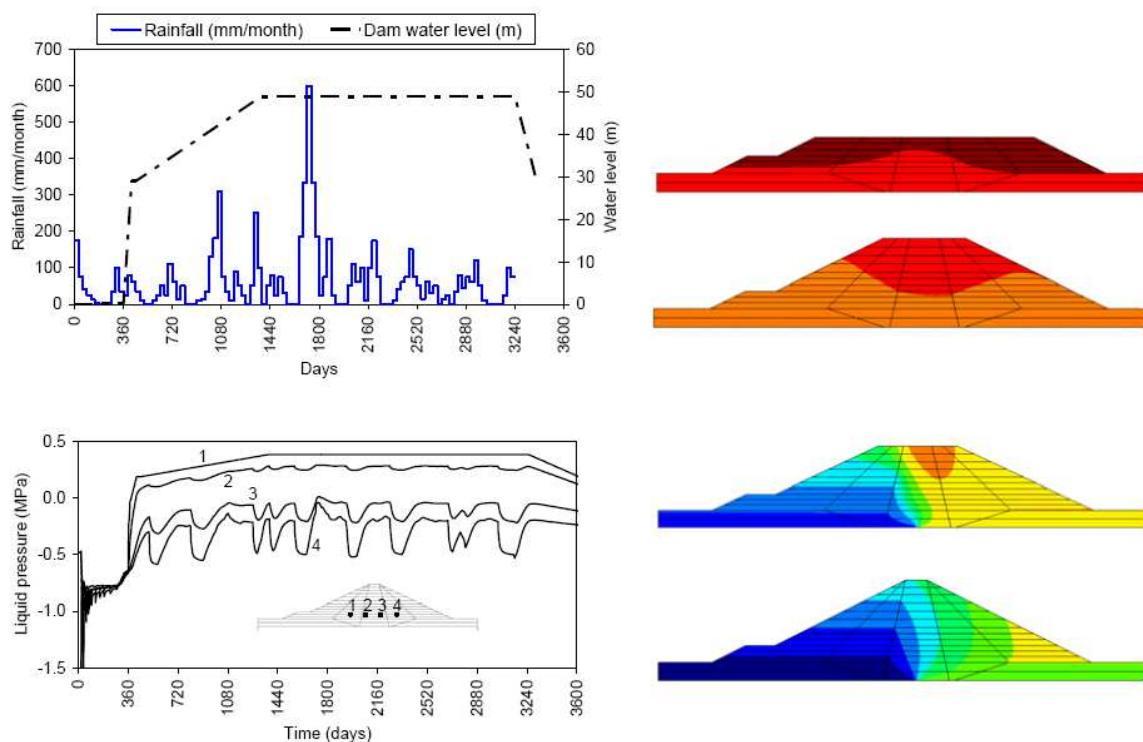 Rainfall (mm/month) Dam water level (m)
700 60
600 50
500 40
400 30
300 20
200 10
100 0
0
Rainfall (mm/month)
Water level (m)
0 360 720 1080 1440 1800 2160 2520 2880 3240 3600
Days
0.5
0.0
-0.5
-1.0
-1.5
Liquid pressure (MPa)
1
2
3
4
1 2 3 4
0 360 720 1080 1440 1800 2160 2520 2880 3240 3600
Time (days)